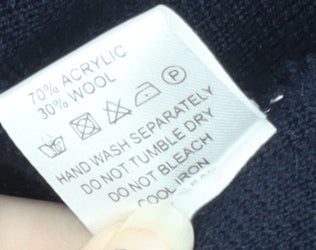 70% ACRYLIC
30% WOOL
P
HAND WASH SEPARATELY
DO NOT TUMBLE DRY
DO NOT BLEACH
COOL IRON